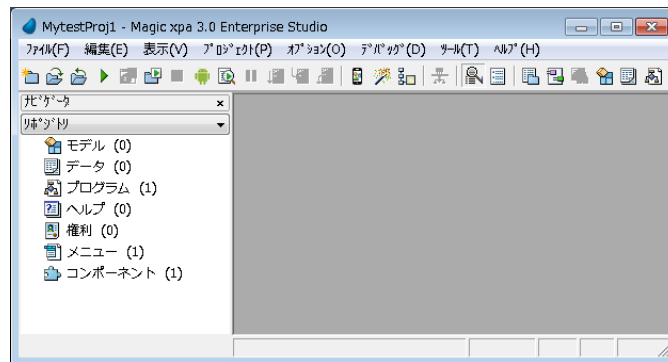 MytestProj1 - Magic xpa 3.0 Enterprise Studio
ﾌｧｲﾙ(F) 編集(E) 表示(V) ﾌﾟﾛｼﾞｪｸﾄ(P) ｵﾌﾟｼｮﾝ(O) ﾃﾞﾊﾞｯｸﾞ(D) ﾂｰﾙ(T) ﾍﾙﾌﾟ(H)
ﾅﾋﾞｹﾞｰﾀ
ﾘﾎﾟｼﾞﾄﾘ
モデル (0)
データ (0)
プログラム (1)
ヘルプ (0)
権利 (0)
メニュー (1)
コンポーネント (1)